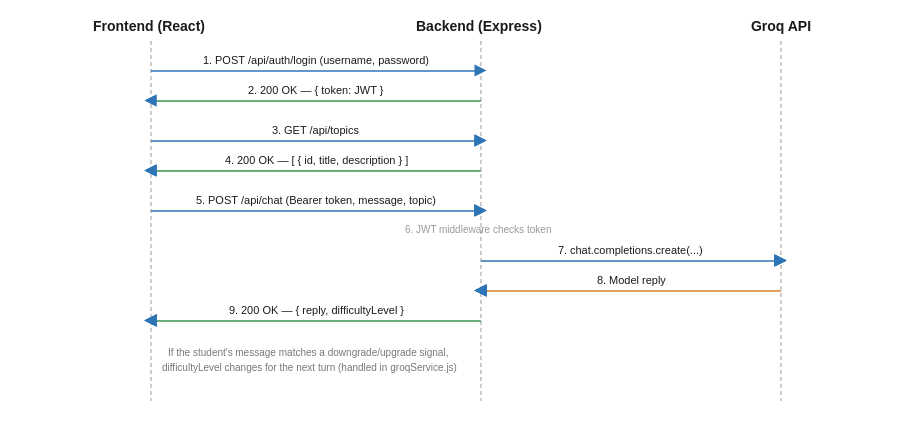 Frontend (React)
Backend (Express)
Groq API
1. POST /api/auth/login (username, password)
2. 200 OK — { token: JWT }
3. GET /api/topics
4. 200 OK — [ { id, title, description } ]
5. POST /api/chat (Bearer token, message, topic)
6. JWT middleware checks token
7. chat.completions.create(...)
8. Model reply
9. 200 OK — { reply, difficultyLevel }
If the student's message matches a downgrade/upgrade signal,
difficultyLevel changes for the next turn (handled in groqService.js)